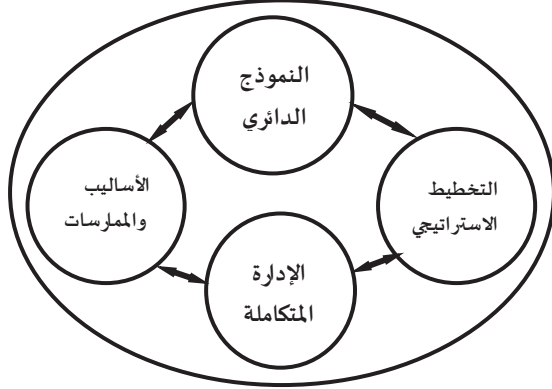 النموذج
الدائري
التخطيط
الاستراتيجي
الأساليب
والممارسات
الإدارة
المتكاملة